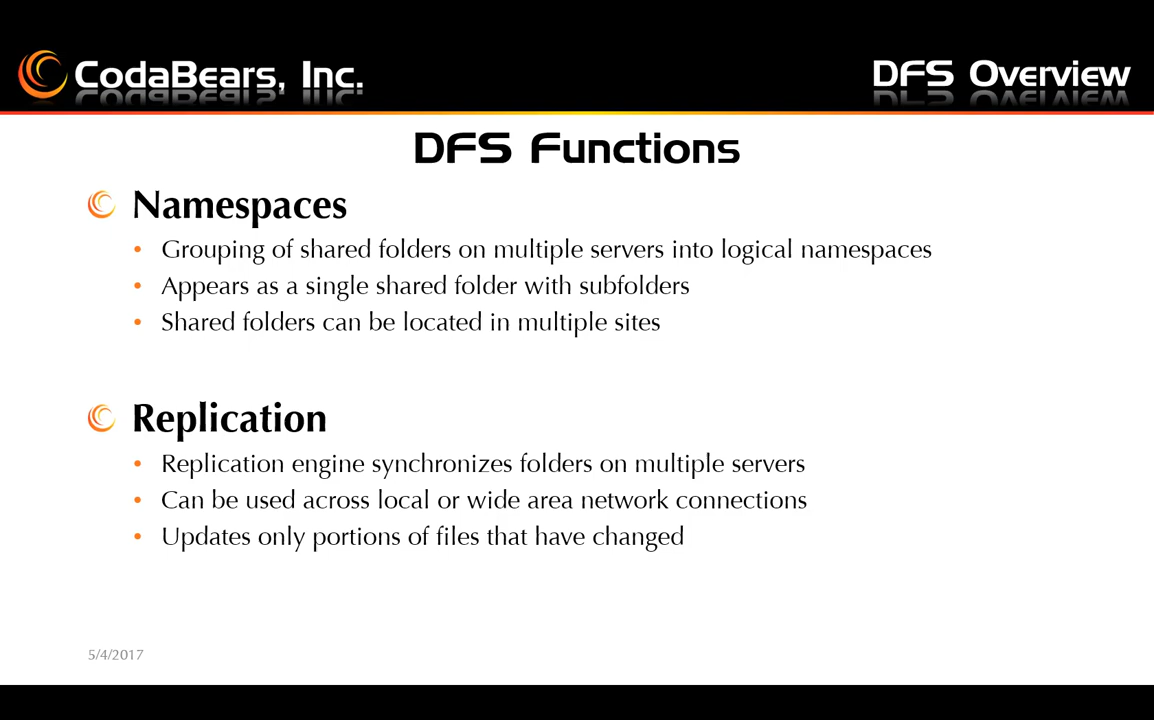 CodaBears, Inc.
DFS Overview
DFS Functions
Namespaces
• Grouping of shared folders on multiple servers into logical namespaces
• Appears as a single shared folder with subfolders
• Shared folders can be located in multiple sites
Replication
• Replication engine synchronizes folders on multiple servers
• Can be used across local or wide area network connections
• Updates only portions of files that have changed
5/4/2017